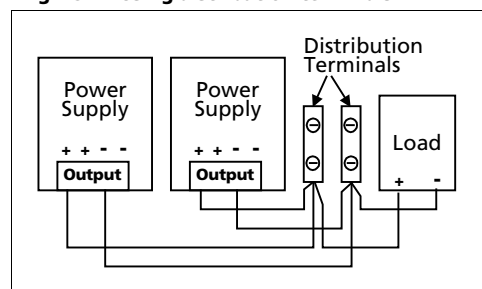 Distribution
Terminals
Power
Supply
+ + - -
Output
Power
Supply
+ + - -
Output
Load
+ -